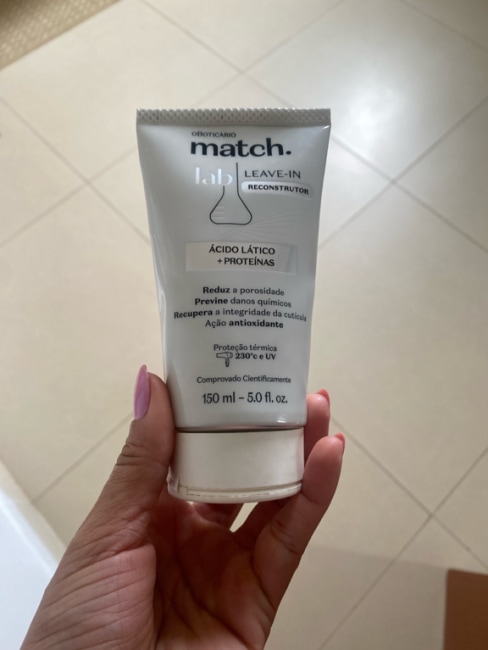 oBOTICÁRIO
match.
lab
LEAVE-IN
RECONSTRUTOR
ÁCIDO LÁTICO
+ PROTEÍNAS
Reduz a porosidade
Previne danos químicos
Recupera a integridade da cutícula
Ação antioxidante
Proteção térmica
230°c e UV
Comprovado Cientificamente
150 ml – 5.0 fl. oz.